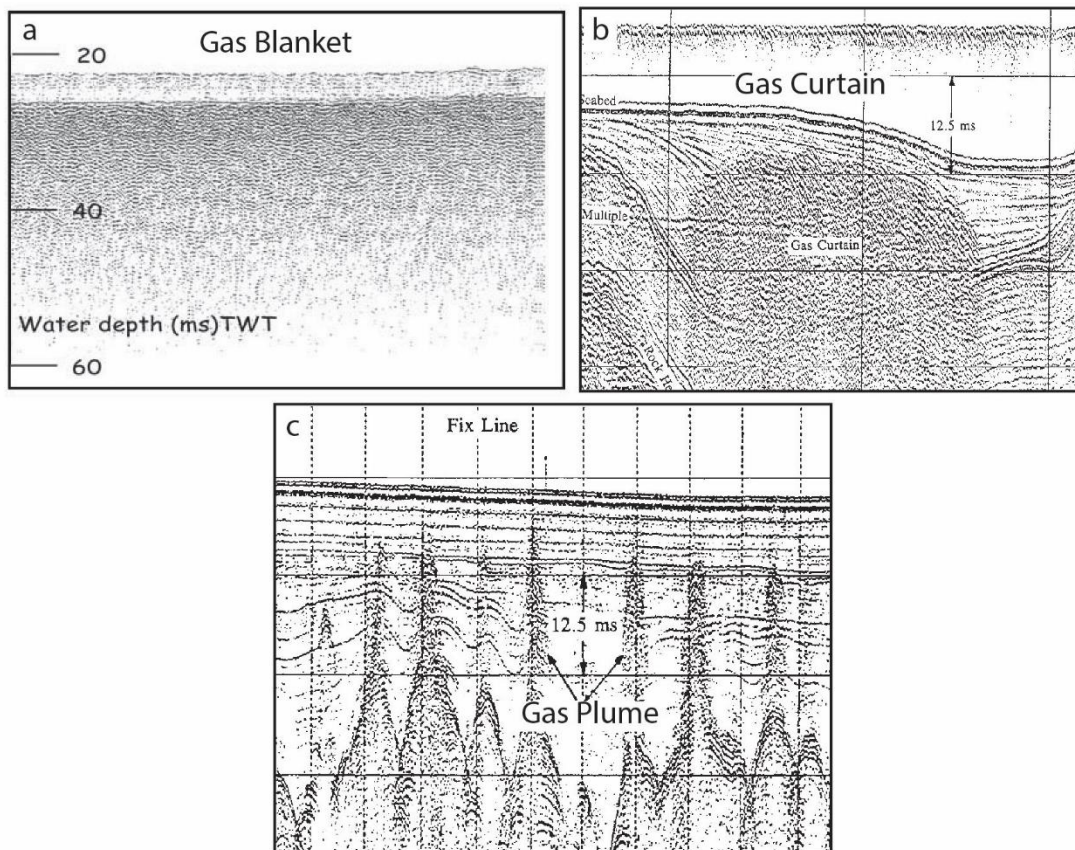 a
Gas Blanket
20
40
Water depth (ms)TWT
60
b
Gas Curtain
Seabed
12.5 ms
Multiple
Gas Curtain
c
Fix Line
12.5 ms
Gas Plume